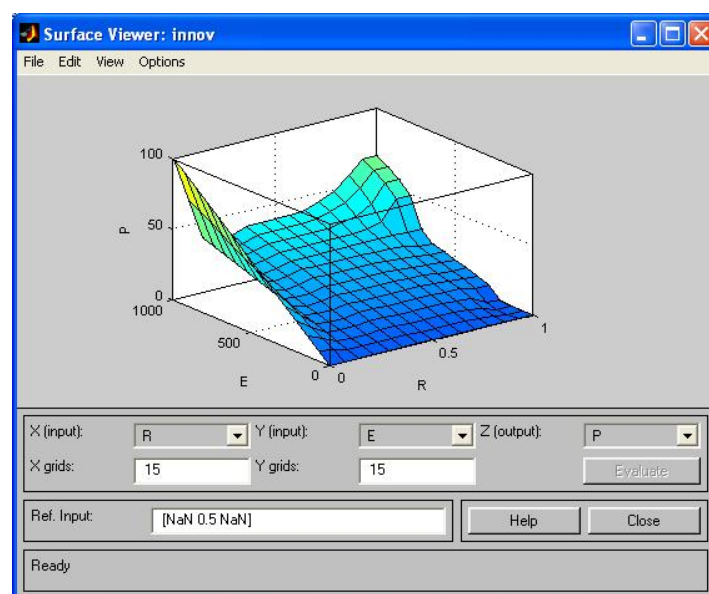 Surface Viewer: innov
File Edit View Options
100
50
0
P
1000
500
0
E
0
0.5
1
R
X (input): R Y (input): E Z (output): P
X grids: 15 Y grids: 15 Evaluate
Ref. Input: [NaN 0.5 NaN] Help Close
Ready